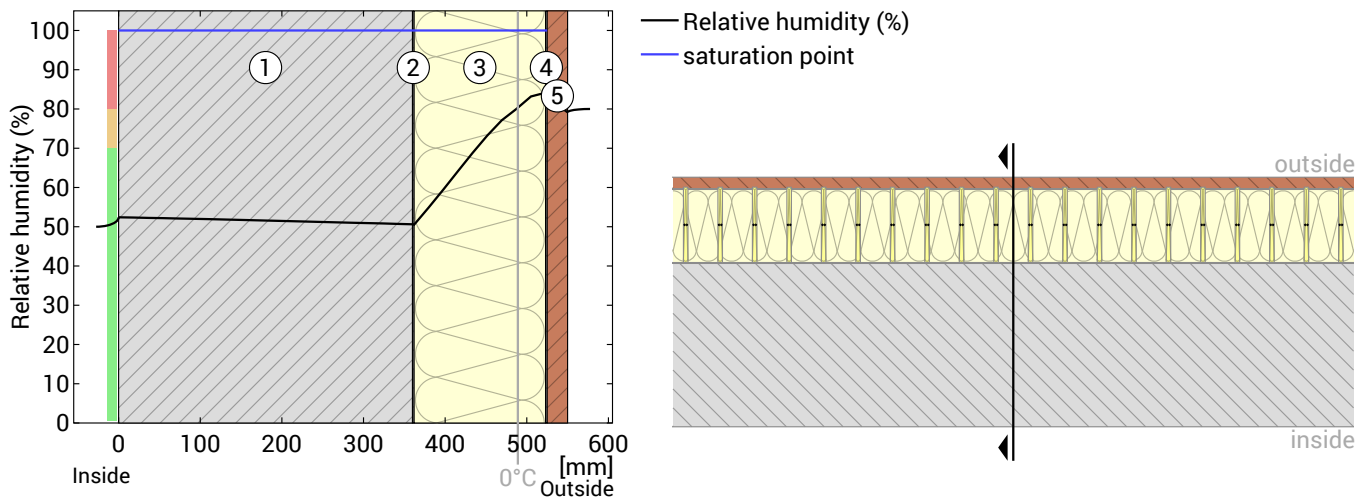 Relative humidity (%)
saturation point
Relative humidity (%)
100
90
80
70
60
50
40
30
20
10
0
1
2
3
4
5
0
100
200
300
400
500
600
[mm]
0°C
Inside
Outside
outside
inside